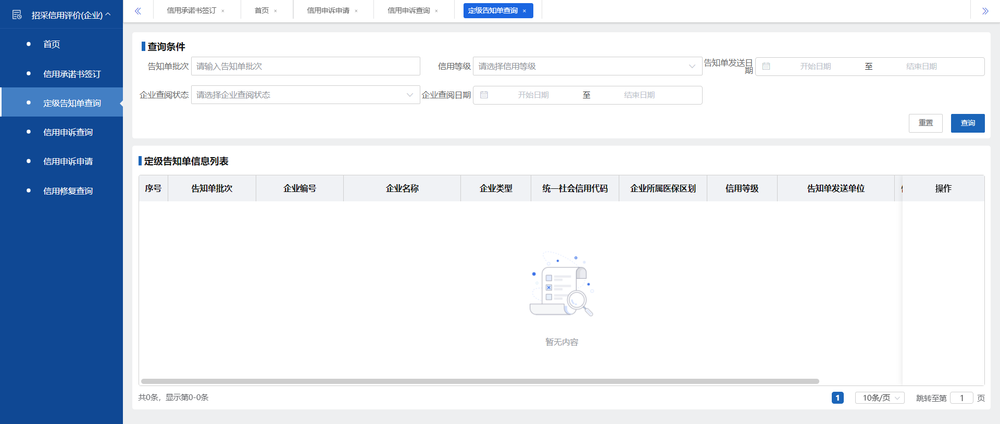 招采信用评价(企业)
首页
信用承诺书签订
定级告知单查询
信用申诉查询
信用申诉申请
信用修复查询
信用承诺书签订 × 首页 × 信用申诉申请 × 信用申诉查询 × 定级告知单查询 ×
查询条件
告知单批次 请输入告知单批次 信用等级 请选择信用等级 告知单发送日期 开始日期 至 结束日期
企业查阅状态 请选择企业查阅状态 企业查阅日期 开始日期 至 结束日期
重置 查询
定级告知单信息列表
序号 告知单批次 企业编号 企业名称 企业类型 统一社会信用代码 企业所属医保区划 信用等级 告知单发送单位 操作
暂无内容
共0条，显示第0-0条 1 10条/页 跳转至第 1 页